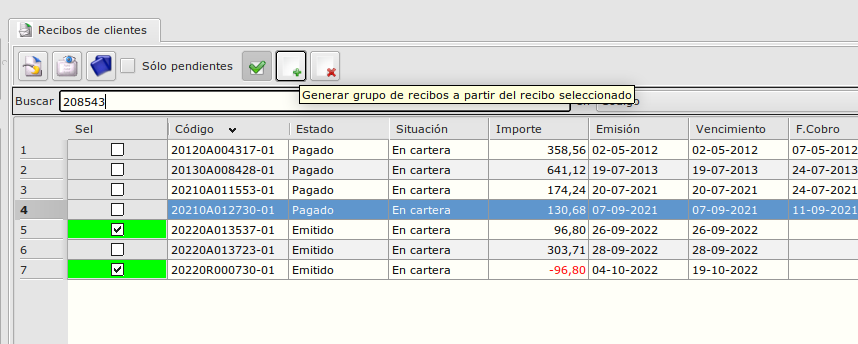 Recibos de clientes
Sólo pendientes
Generar grupo de recibos a partir del recibo seleccionado
Buscar 208543
Sel Código Estado Situación Importe Emisión Vencimiento F.Cobro
1 20120A004317-01 Pagado En cartera 358,56 02-05-2012 02-05-2012 07-05-2012
2 20130A008428-01 Pagado En cartera 641,12 19-07-2013 19-07-2013 24-07-2013
3 20210A011553-01 Pagado En cartera 174,24 20-07-2021 20-07-2021 24-07-2021
4 20210A012730-01 Pagado En cartera 130,68 07-09-2021 07-09-2021 11-09-2021
5 20220A013537-01 Emitido En cartera 96,80 26-09-2022 26-09-2022
6 20220A013723-01 Emitido En cartera 303,71 28-09-2022 28-09-2022
7 20220R000730-01 Emitido En cartera -96,80 04-10-2022 19-10-2022